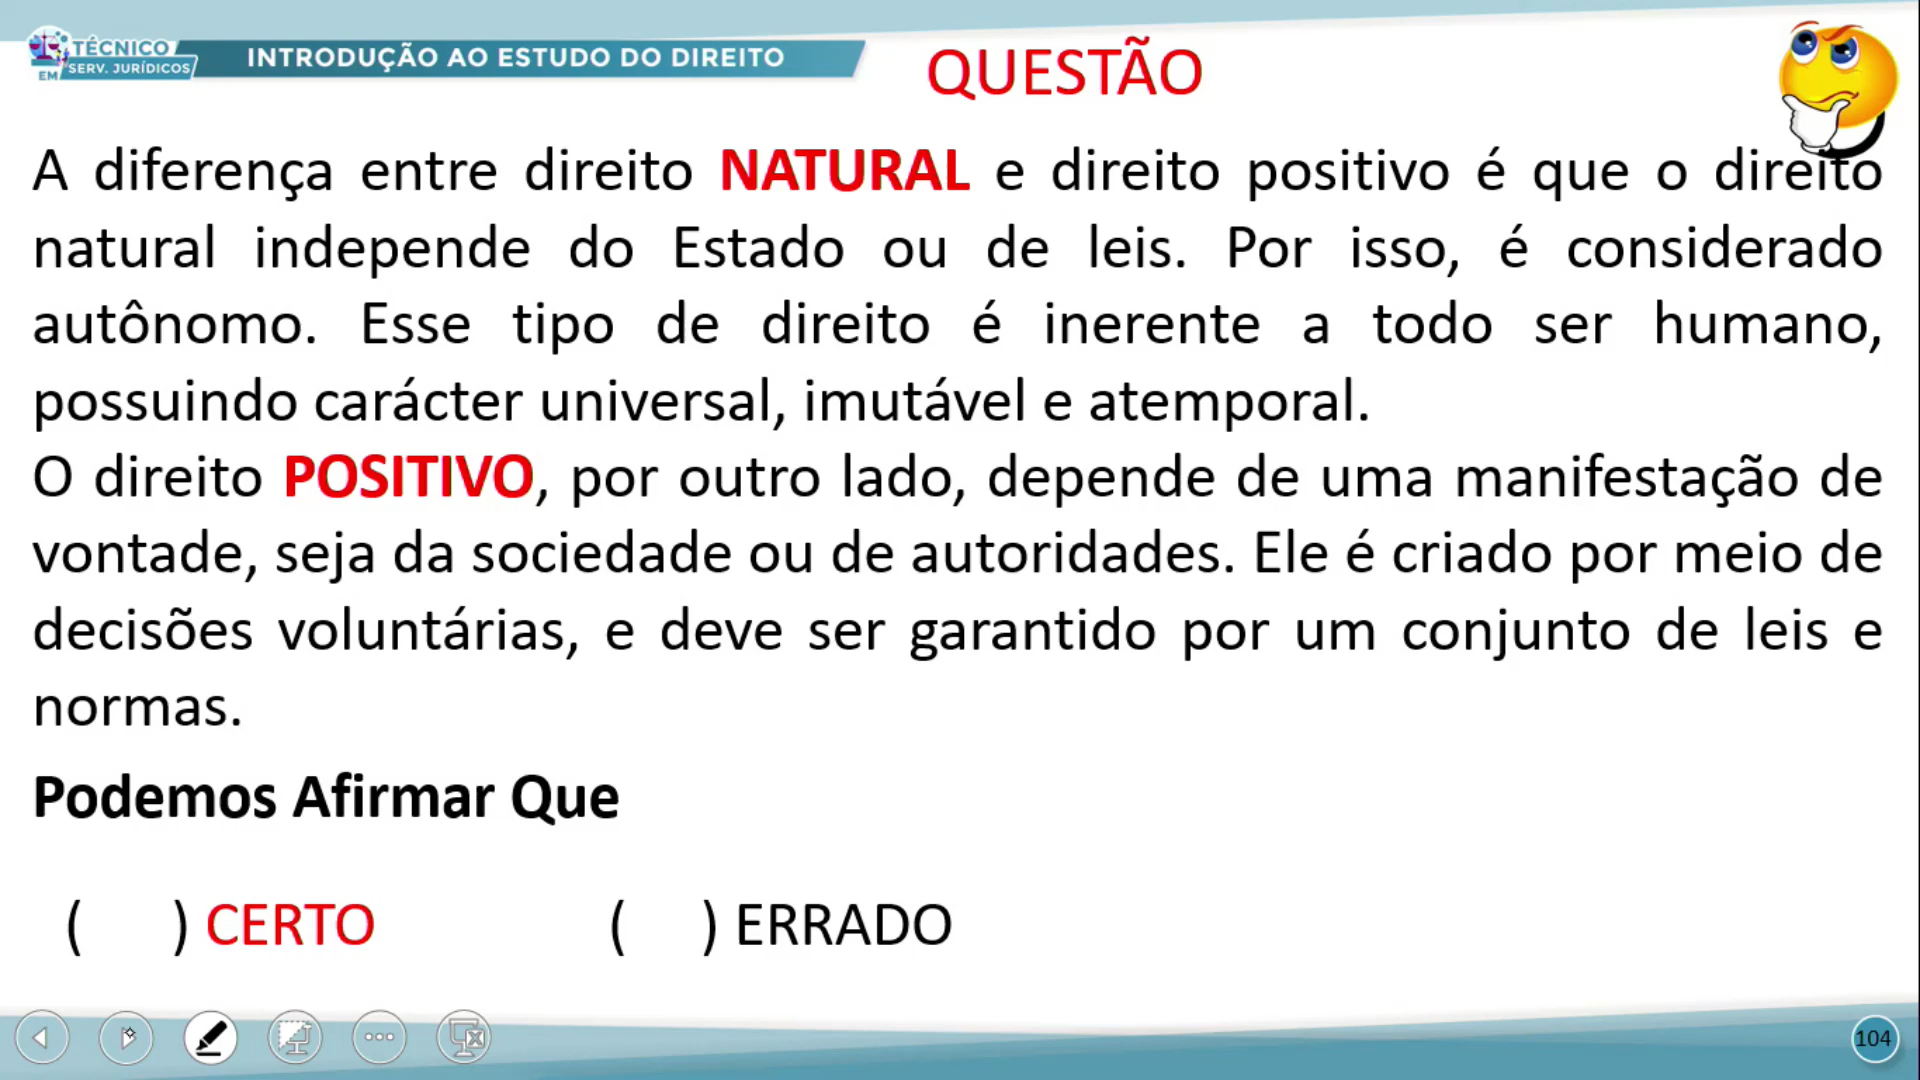 TÉCNICO
EM SERV. JURÍDICOS
INTRODUÇÃO AO ESTUDO DO DIREITO
QUESTÃO
A diferença entre direito NATURAL e direito positivo é que o direito
natural independe do Estado ou de leis. Por isso, é considerado
autônomo. Esse tipo de direito é inerente a todo ser humano,
possuindo carácter universal, imutável e atemporal.
O direito POSITIVO, por outro lado, depende de uma manifestação de
vontade, seja da sociedade ou de autoridades. Ele é criado por meio de
decisões voluntárias, e deve ser garantido por um conjunto de leis e
normas.
Podemos Afirmar Que
( ) CERTO ( ) ERRADO
104